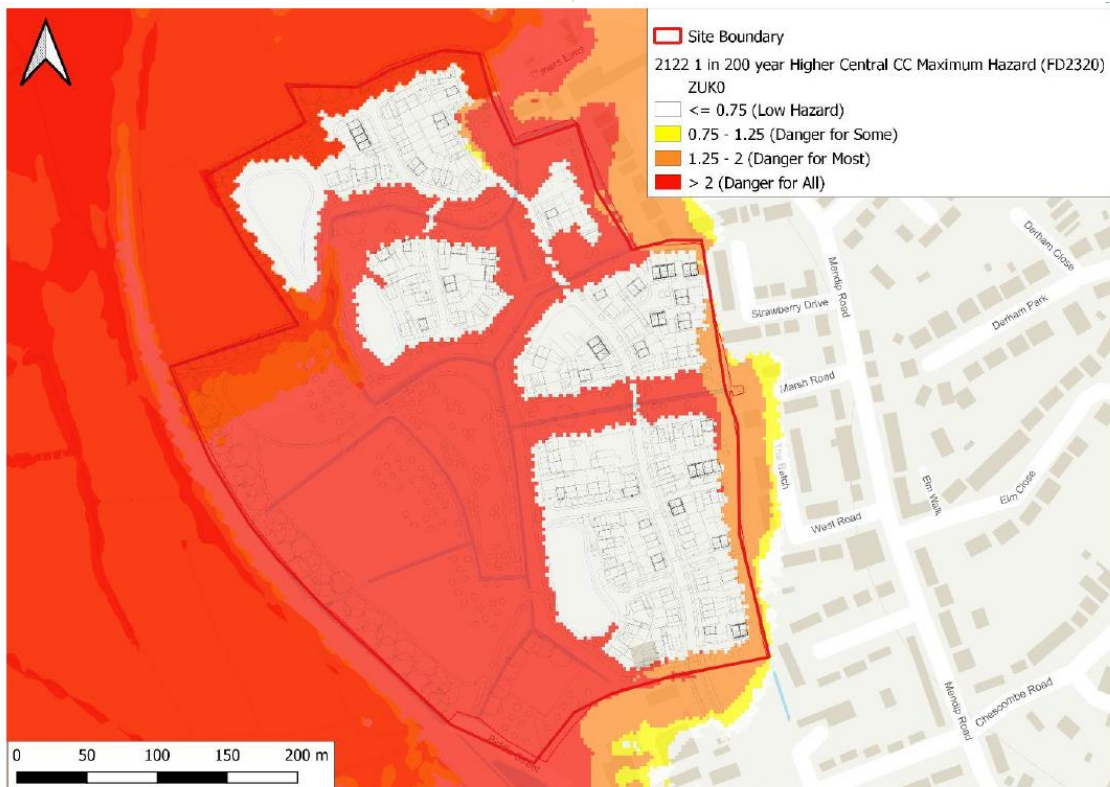 Site Boundary
2122 1 in 200 year Higher Central CC Maximum Hazard (FD2320)
ZUK0
<= 0.75 (Low Hazard)
0.75 - 1.25 (Danger for Some)
1.25 - 2 (Danger for Most)
> 2 (Danger for All)
Lane
Derham Close
Mendip Road
Strawberry Drive
Derham Park
Marsh Road
The Batch
Elm Walk
Elm Close
West Road
Mendip Road
Chescombe Road
Street
0 50 100 150 200 m